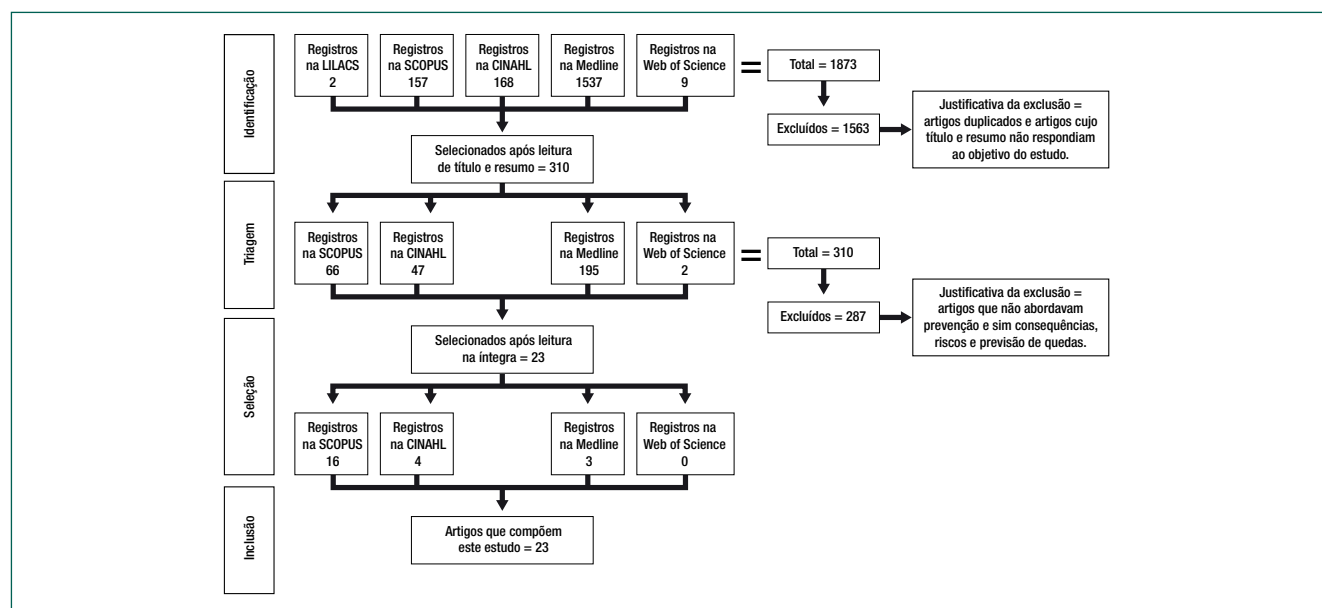 Identificação
Registros
na LILACS
2
Registros
na SCOPUS
157
Registros
na CINAHL
168
Registros
na Medline
1537
Registros na
Web of Science
9
=
Total = 1873
Excluídos = 1563
Justificativa da exclusão =
artigos duplicados e artigos cujo
título e resumo não respondiam
ao objetivo do estudo.
Selecionados após leitura
de título e resumo = 310
Triagem
Registros
na SCOPUS
66
Registros
na CINAHL
47
Registros
na Medline
195
Registros na
Web of Science
2
=
Total = 310
Excluídos = 287
Justificativa da exclusão =
artigos que não abordavam
prevenção e sim consequências,
riscos e previsão de quedas.
Selecionados após leitura
na íntegra = 23
Seleção
Registros
na SCOPUS
16
Registros
na CINAHL
4
Registros
na Medline
3
Registros na
Web of Science
0
Inclusão
Artigos que compõem
este estudo = 23